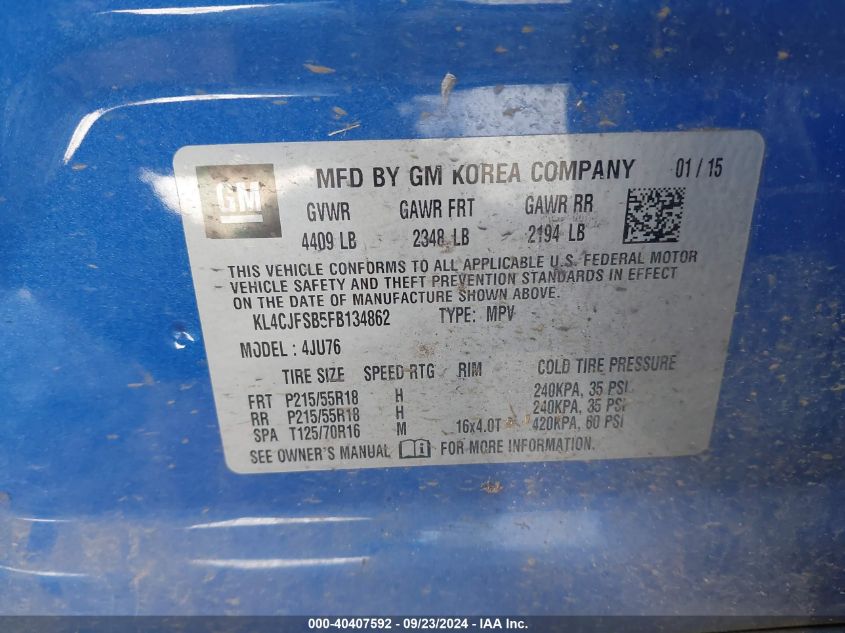 GM
MFD BY GM KOREA COMPANY 01 / 15
GVWR GAWR FRT GAWR RR
4409 LB 2348 LB 2194 LB
THIS VEHICLE CONFORMS TO ALL APPLICABLE U.S. FEDERAL MOTOR
VEHICLE SAFETY AND THEFT PREVENTION STANDARDS IN EFFECT
ON THE DATE OF MANUFACTURE SHOWN ABOVE.
KL4CJFSB5FB134862 TYPE: MPV
MODEL : 4JU76
TIRE SIZE SPEED RTG RIM COLD TIRE PRESSURE
FRT P215/55R18 H 240KPA, 35 PSI
RR P215/55R18 H 240KPA, 35 PSI
SPA T125/70R16 M 16x4.0T 420KPA, 60 PSI
SEE OWNER'S MANUAL FOR MORE INFORMATION.
000-40407592 - 09/23/2024 - IAA Inc.